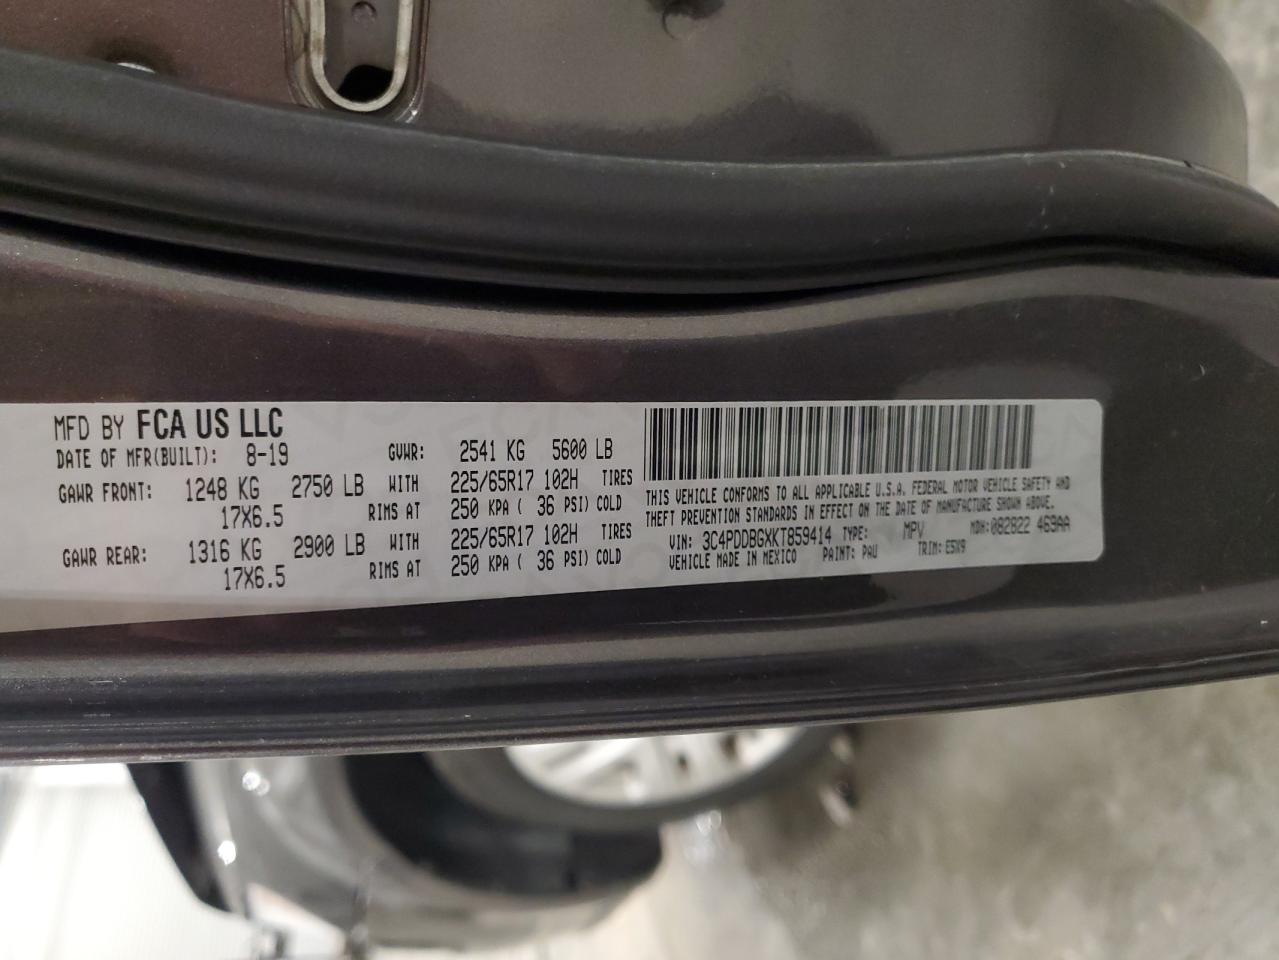 MFD BY FCA US LLC
DATE OF MFR(BUILT): 8-19 GVWR: 2541 KG 5600 LB
GAWR FRONT: 1248 KG 2750 LB WITH 225/65R17 102H TIRES
17X6.5 RIMS AT 250 KPA ( 36 PSI) COLD
GAWR REAR: 1316 KG 2900 LB WITH 225/65R17 102H TIRES
17X6.5 RIMS AT 250 KPA ( 36 PSI) COLD
THIS VEHICLE CONFORMS TO ALL APPLICABLE U.S.A. FEDERAL MOTOR VEHICLE SAFETY AND
THEFT PREVENTION STANDARDS IN EFFECT ON THE DATE OF MANUFACTURE SHOWN ABOVE.
VIN: 3C4PDDBGXKT859414 TYPE: MPV MDH:082822 469AA
VEHICLE MADE IN MEXICO PAINT: PAU TRIM: E5X9